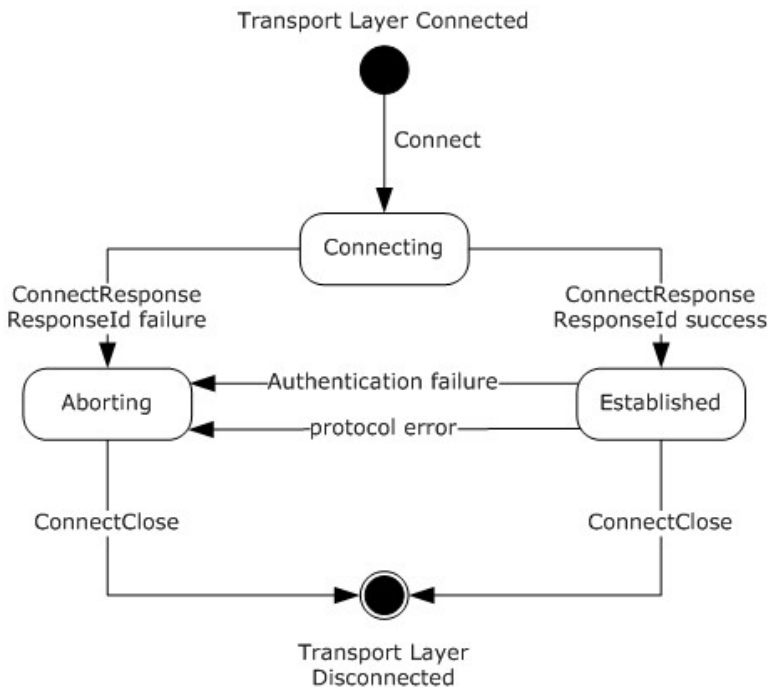 Transport Layer Connected
Connect
Connecting
ConnectResponse
ResponseId failure
ConnectResponse
ResponseId success
Aborting
Authentication failure
Established
protocol error
ConnectClose
ConnectClose
Transport Layer
Disconnected